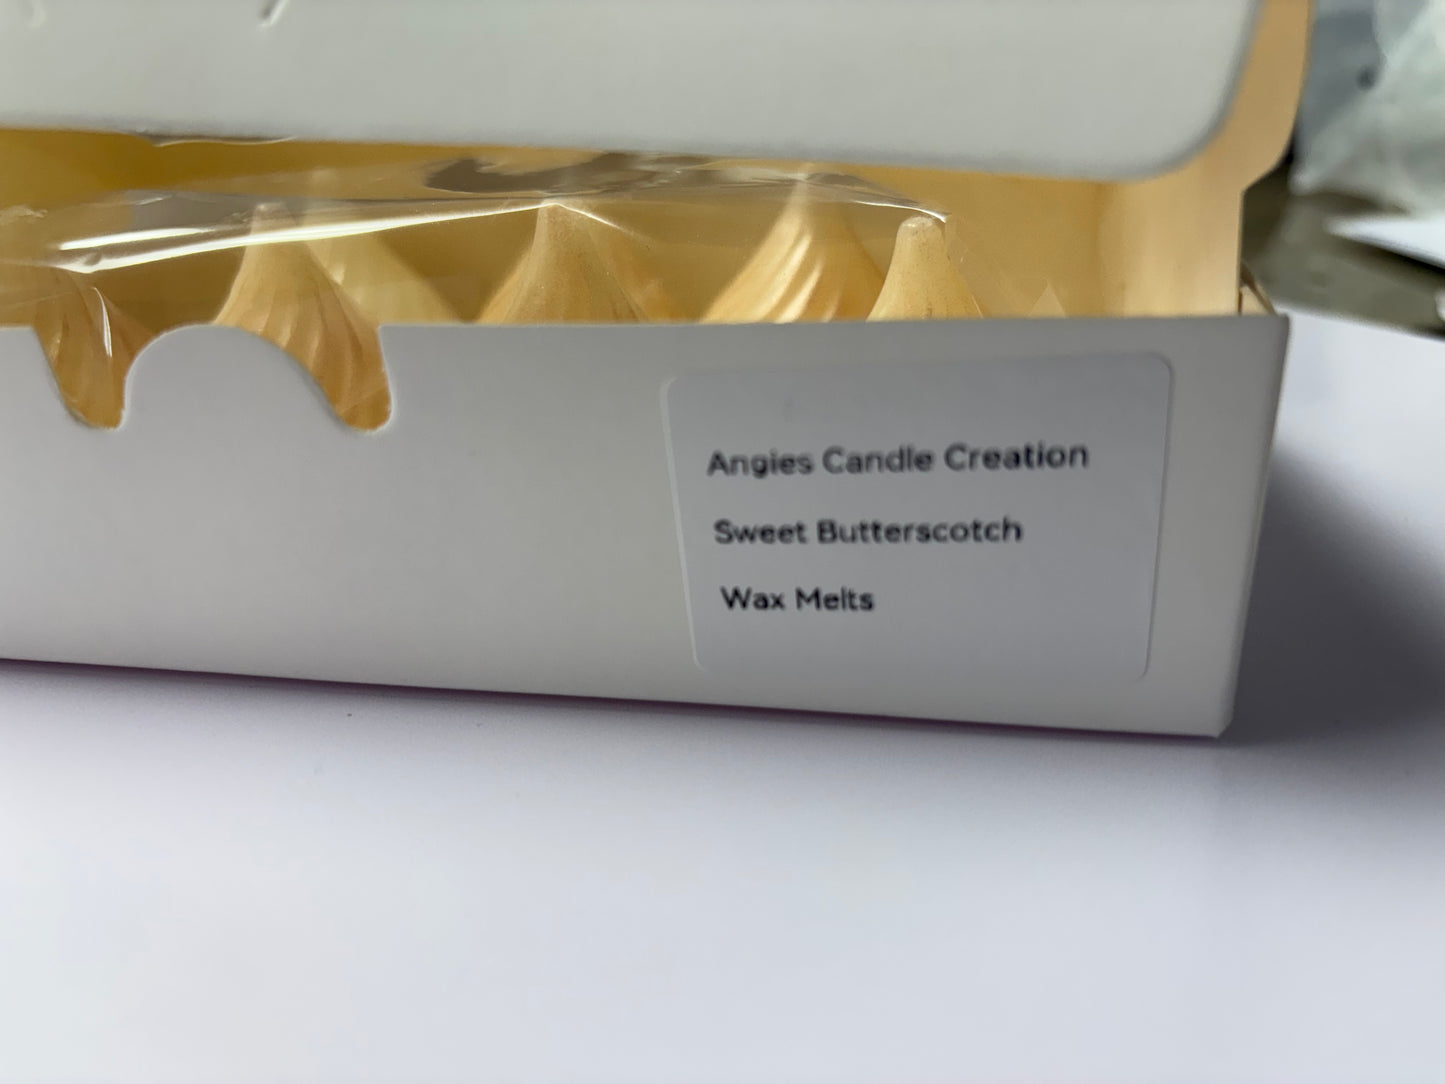 Angies Candle Creation
Sweet Butterscotch
Wax Melts